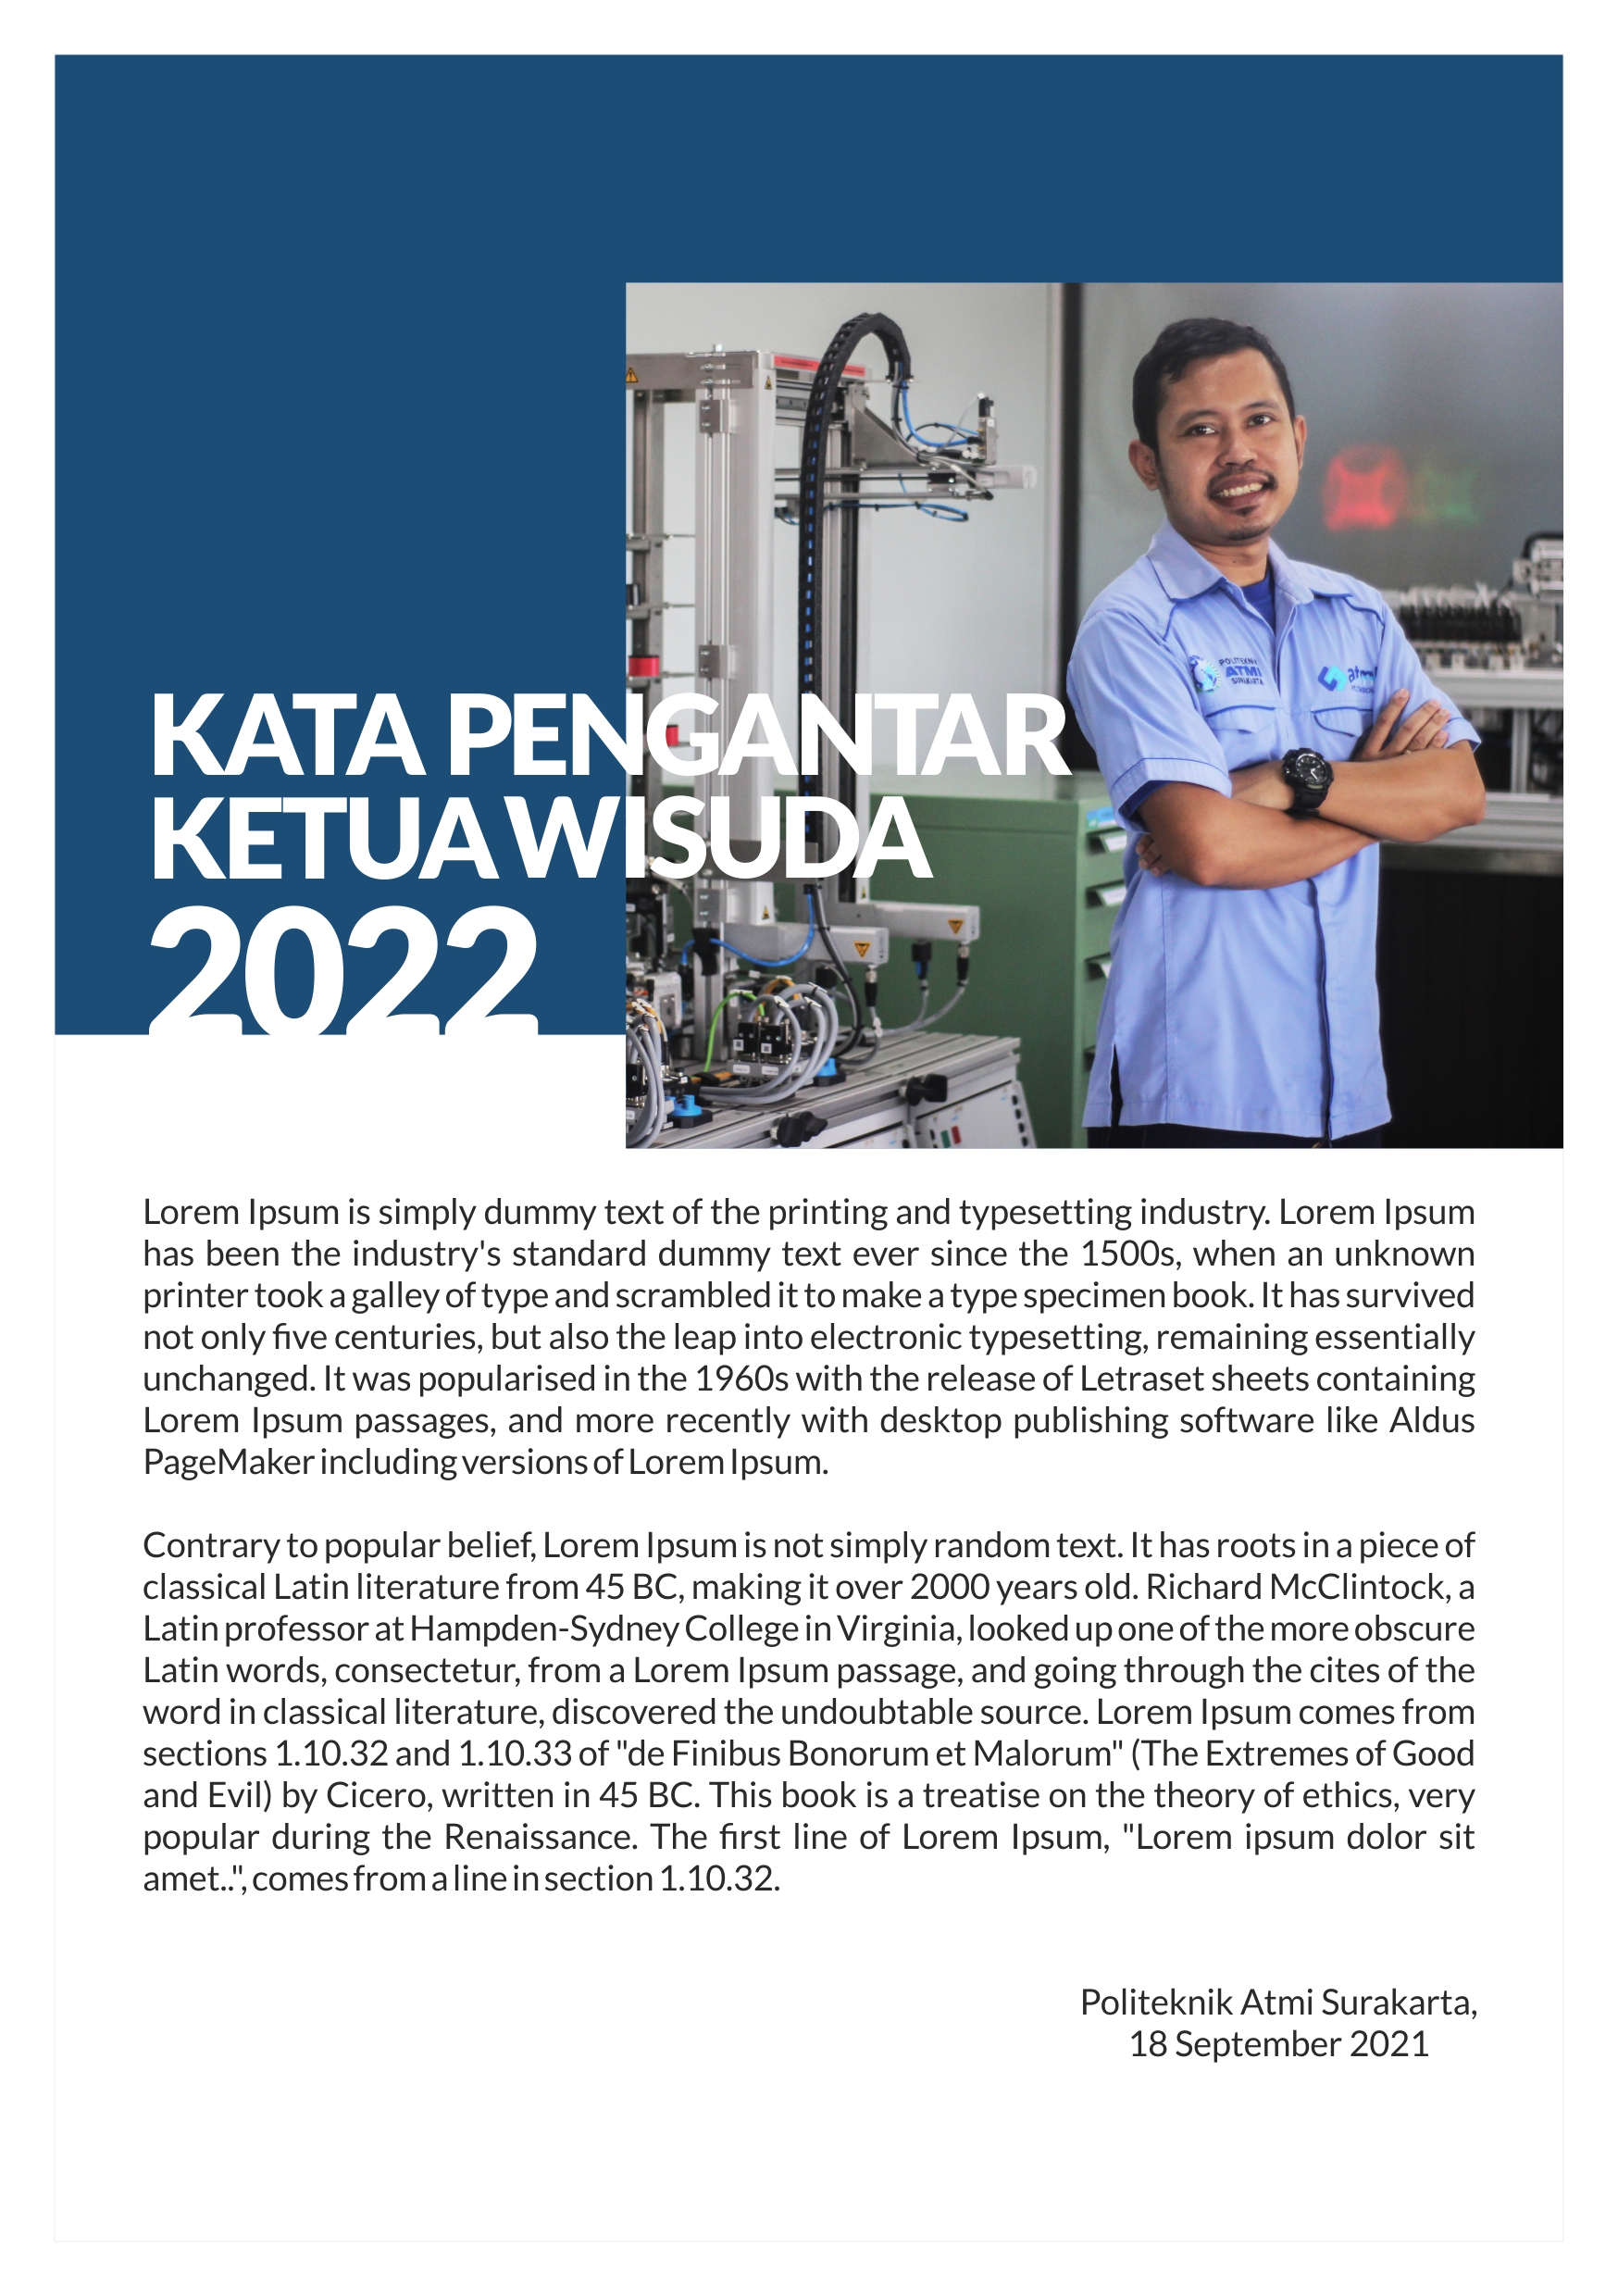 KATA PENGANTAR
KETUA WISUDA
2022
POLITEKNIK
ATMI
SURAKARTA
atmi
Lorem Ipsum is simply dummy text of the printing and typesetting industry. Lorem Ipsum
has been the industry's standard dummy text ever since the 1500s, when an unknown
printer took a galley of type and scrambled it to make a type specimen book. It has survived
not only five centuries, but also the leap into electronic typesetting, remaining essentially
unchanged. It was popularised in the 1960s with the release of Letraset sheets containing
Lorem Ipsum passages, and more recently with desktop publishing software like Aldus
PageMaker including versions of Lorem Ipsum.
Contrary to popular belief, Lorem Ipsum is not simply random text. It has roots in a piece of
classical Latin literature from 45 BC, making it over 2000 years old. Richard McClintock, a
Latin professor at Hampden-Sydney College in Virginia, looked up one of the more obscure
Latin words, consectetur, from a Lorem Ipsum passage, and going through the cites of the
word in classical literature, discovered the undoubtable source. Lorem Ipsum comes from
sections 1.10.32 and 1.10.33 of "de Finibus Bonorum et Malorum" (The Extremes of Good
and Evil) by Cicero, written in 45 BC. This book is a treatise on the theory of ethics, very
popular during the Renaissance. The first line of Lorem Ipsum, "Lorem ipsum dolor sit
amet..", comes from a line in section 1.10.32.
Politeknik Atmi Surakarta,
18 September 2021